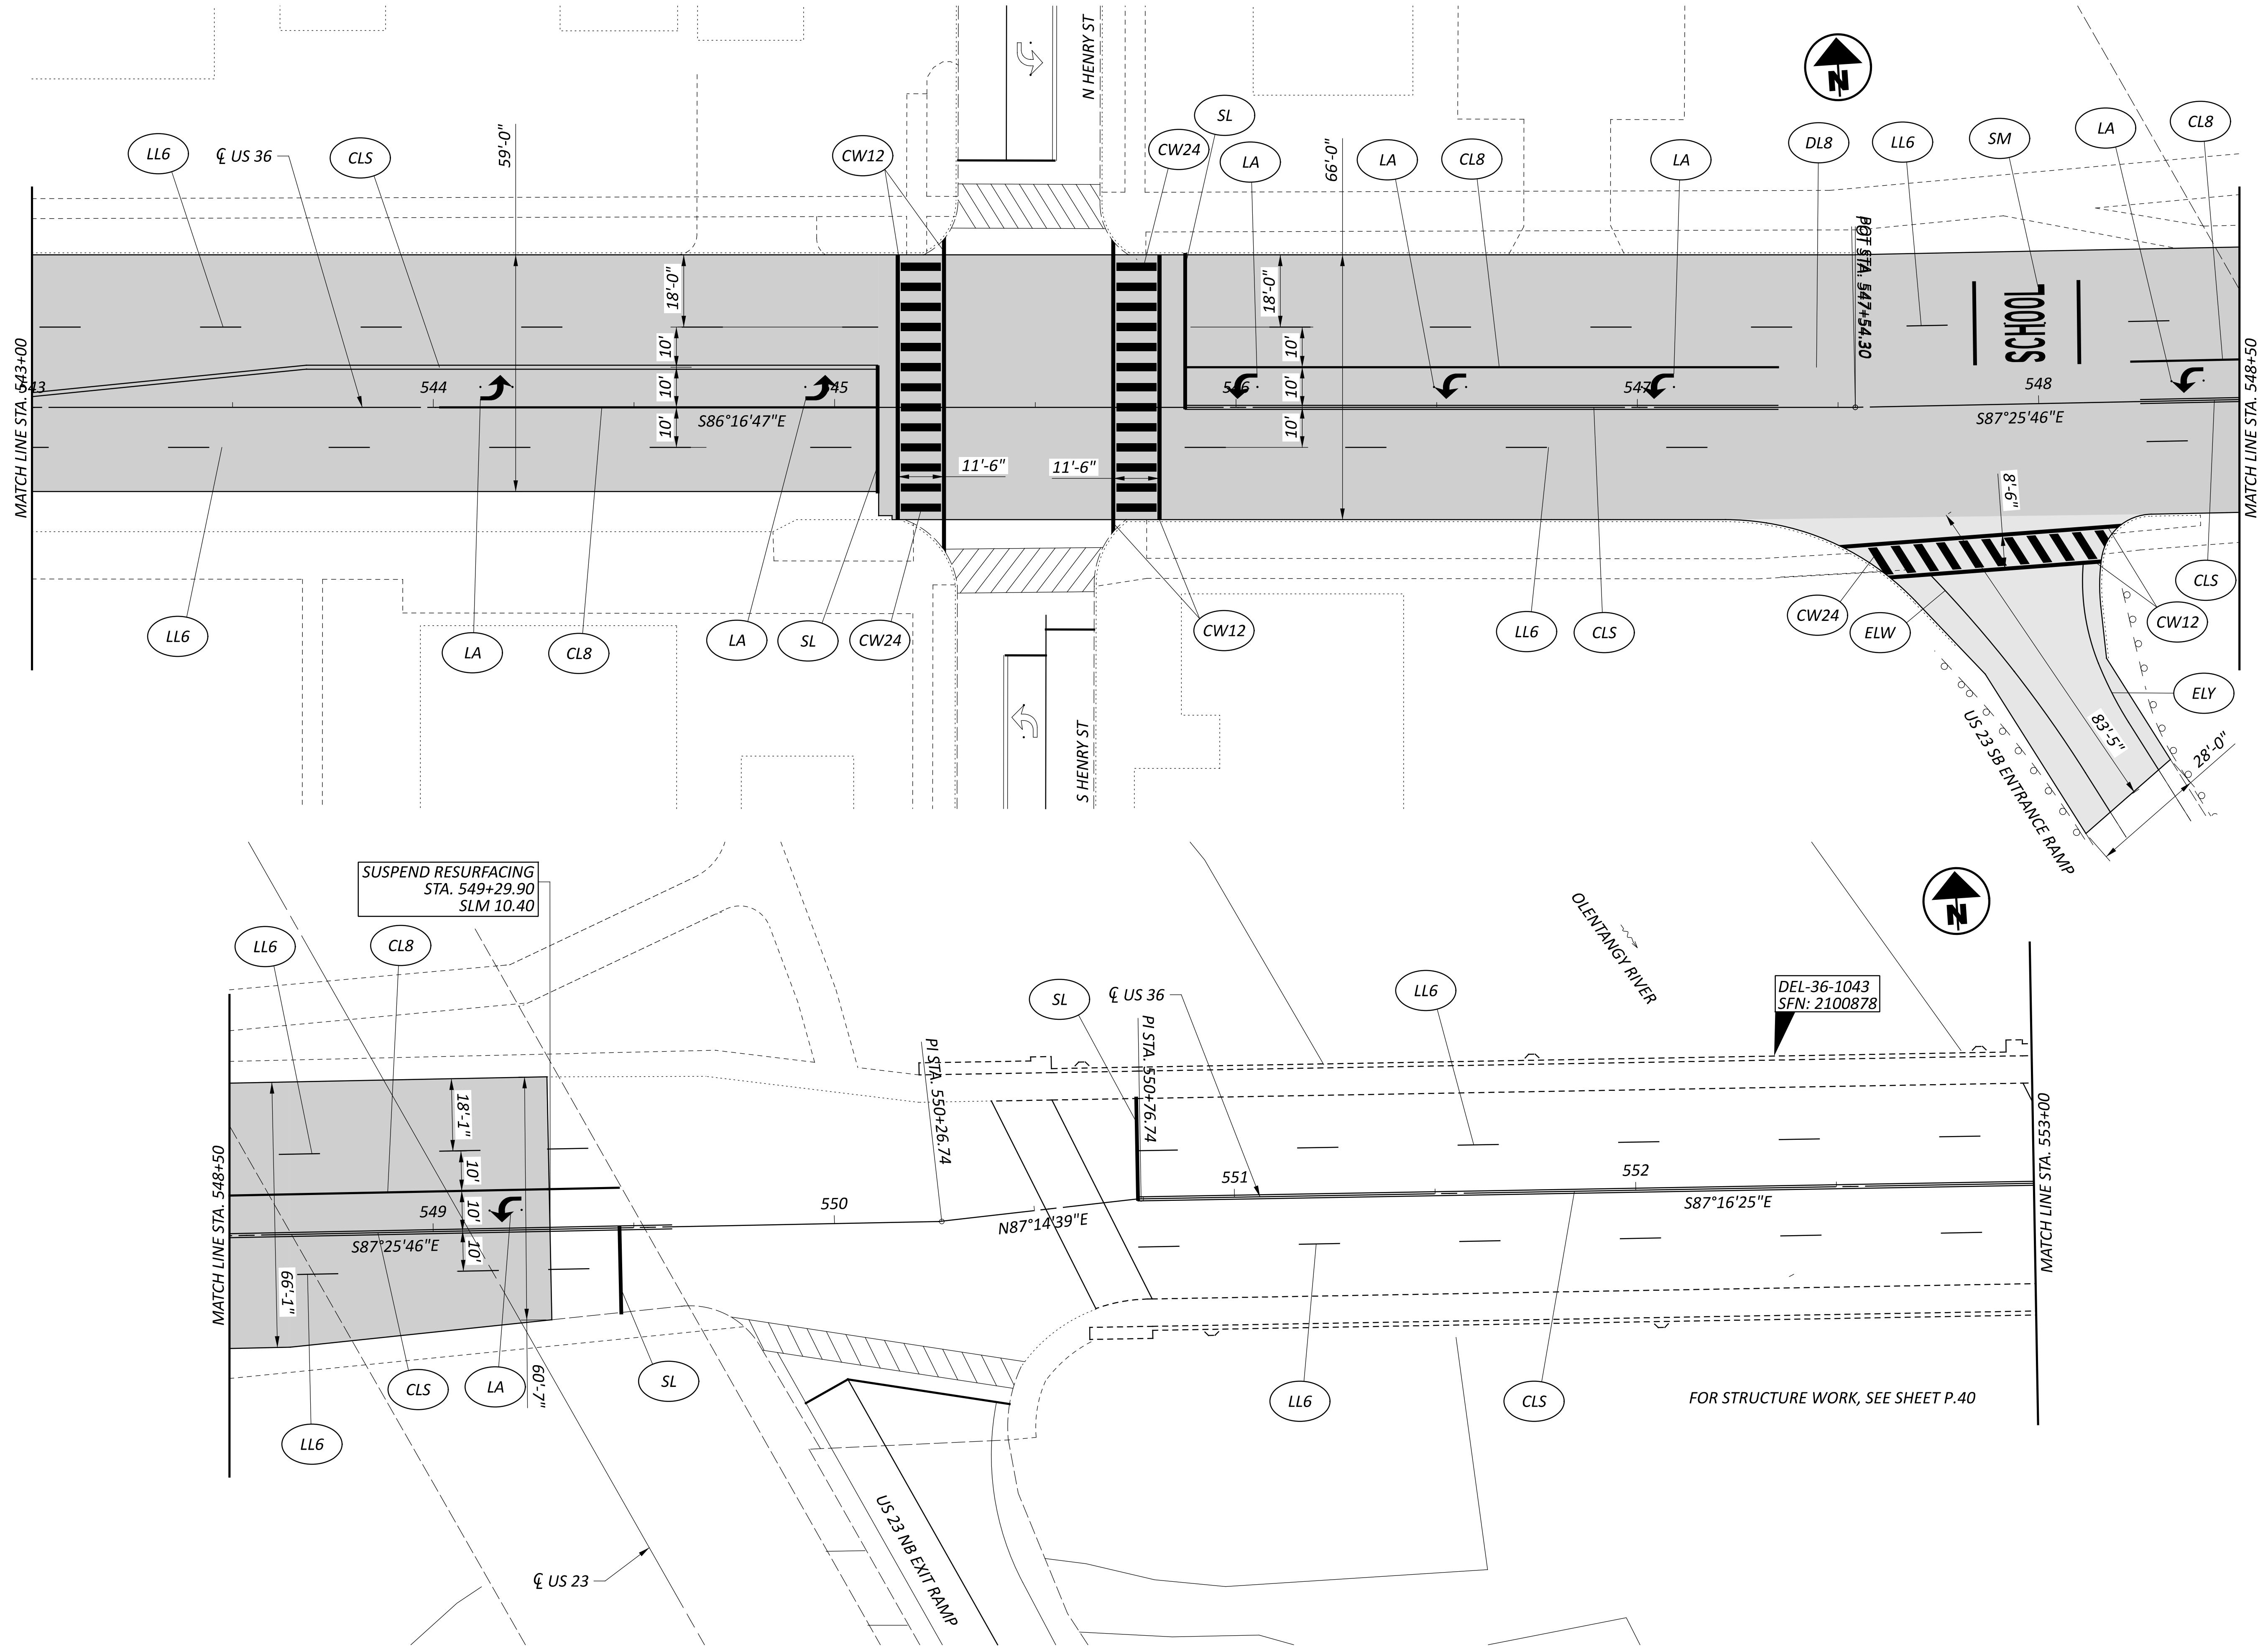 N HENRY ST
N
SL
LL6
℄ US 36
CLS
59'-0"
CW12
CW24
LA
66'-0"
LA
CL8
LA
DL8
LL6
SM
LA
CL8
POT STA. 547+54.30
18'-0"
10'
10'
10'
18'-0"
10'
10'
10'
SCHOOL
MATCH LINE STA. 543+00
543
544
545
546
547
548
S86°16'47"E
S87°25'46"E
MATCH LINE STA. 548+50
11'-6"
11'-6"
8'-6"
LL6
LA
CL8
LA
SL
CW24
CW12
LL6
CLS
CW24
ELW
CW12
CLS
ELY
S HENRY ST
US 23 SB ENTRANCE RAMP
83'-5"
28'-0"
SUSPEND RESURFACING
STA. 549+29.90
SLM 10.40
LL6
CL8
N
OLENTANGY RIVER
SL
℄ US 36
LL6
DEL-36-1043
SFN: 2100878
PI STA. 550+26.74
PI STA. 550+76.74
18'-1"
10'
10'
10'
MATCH LINE STA. 548+50
549
550
551
552
S87°25'46"E
N87°14'39"E
S87°16'25"E
MATCH LINE STA. 553+00
66'-1"
60'-7"
CLS
LA
SL
LL6
LL6
CLS
FOR STRUCTURE WORK, SEE SHEET P.40
US 23 NB EXIT RAMP
℄ US 23